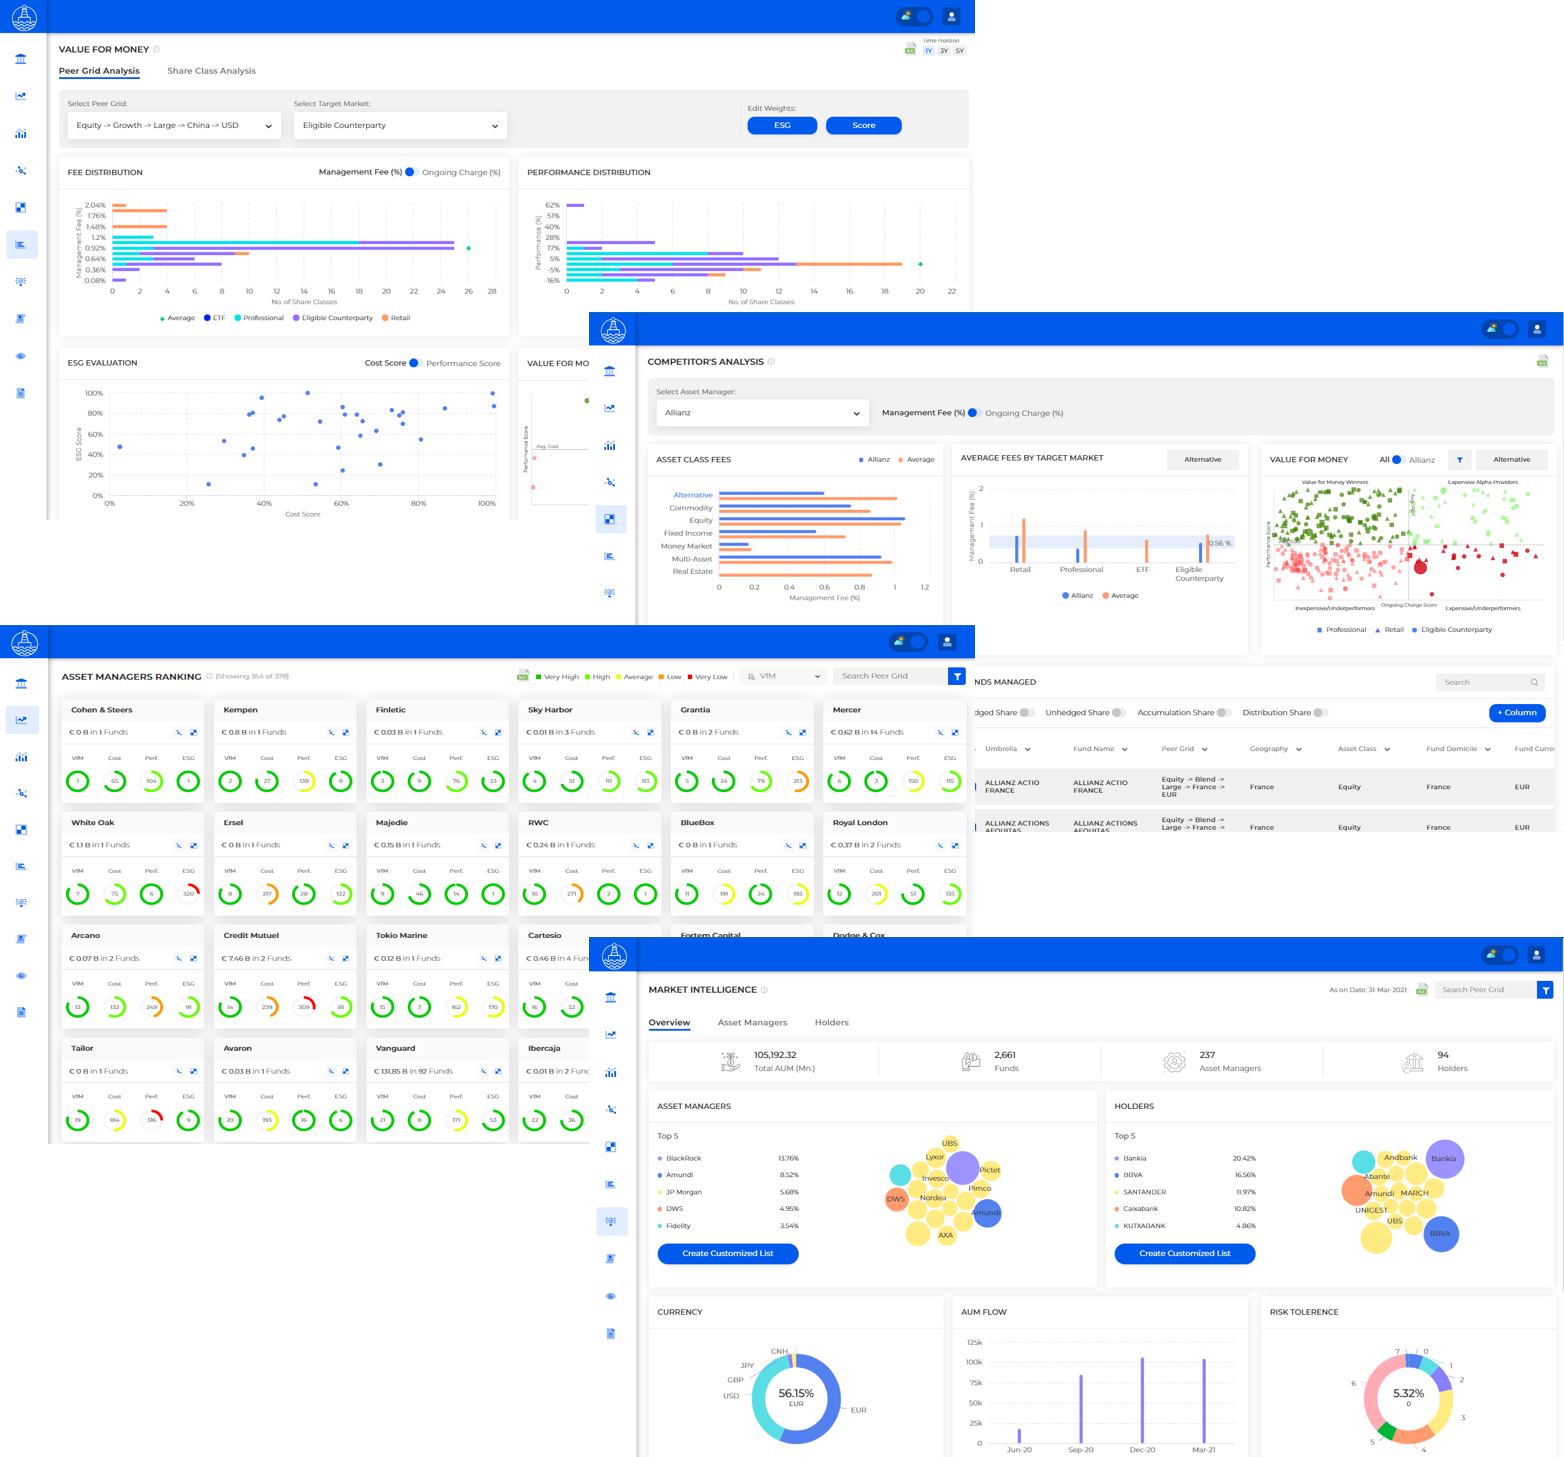 VALUE FOR MONEY
Time Horizon
1Y 3Y 5Y
Peer Grid Analysis Share Class Analysis
Select Peer Grid: Select Target Market: Edit Weights:
Equity -> Growth -> Large -> China -> USD Eligible Counterparty ESG Score
FEE DISTRIBUTION Management Fee (%) Ongoing Charge (%)
Management Fee (%)
2.04%
1.76%
1.48%
1.2%
0.92%
0.64%
0.36%
0.08%
0 2 4 6 8 10 12 14 16 18 20 22 24 26 28
No. of Share Classes
Average ETF Professional Eligible Counterparty Retail
PERFORMANCE DISTRIBUTION
Performance (%)
62%
51%
40%
28%
17%
5%
-5%
-16%
0 2 4 6 8 10 12 14 16 18 20 22
No. of Share Classes
ESG EVALUATION Cost Score Performance Score
ESG Score
100%
80%
60%
40%
20%
0%
0% 20% 40% 60% 80% 100%
Cost Score
VALUE FOR MO
Performance Score
Avg. Cost
COMPETITOR'S ANALYSIS
Select Asset Manager:
Allianz Management Fee (%) Ongoing Charge (%)
ASSET CLASS FEES Allianz Average
Alternative
Commodity
Equity
Fixed Income
Money Market
Multi-Asset
Real Estate
0 0.2 0.4 0.6 0.8 1 1.2
Management Fee (%)
AVERAGE FEES BY TARGET MARKET Alternative
Management Fee (%)
2
1
0
0.56 %
Retail Professional ETF Eligible Counterparty
Allianz Average
VALUE FOR MONEY All Allianz Alternative
Value for Money Winners Expensive Alpha Providers
Performance Score
Inexpensive/Underperformers Ongoing Charge Score Expensive/Underperformers
Professional Retail Eligible Counterparty
NDS MANAGED Search
dged Share Unhedged Share Accumulation Share Distribution Share + Column
Umbrella Fund Name Peer Grid Geography Asset Class Fund Domicile Fund Curre
ALLIANZ ACTIO FRANCE ALLIANZ ACTIO FRANCE Equity -> Blend -> Large -> France -> EUR France Equity France EUR
ALLIANZ ACTIONS AEQUITAS ALLIANZ ACTIONS AEQUITAS Equity -> Blend -> Large -> France -> France Equity France EUR
ASSET MANAGERS RANKING (Showing 354 of 378) Very High High Average Low Very Low VfM Search Peer Grid
Cohen & Steers Kempen Finletic Sky Harbor Grantia Mercer
€ 0 B in 1 Funds € 0.8 B in 1 Funds € 0.03 B in 1 Funds € 0.01 B in 3 Funds € 0 B in 2 Funds € 0.62 B in 14 Funds
VfM Cost Perf. ESG VfM Cost Perf. ESG VfM Cost Perf. ESG VfM Cost Perf. ESG VfM Cost Perf. ESG VfM Cost Perf. ESG
1 65 104 1 2 27 139 8 3 9 76 23 4 51 111 113 5 24 79 213 6 3 150 115
White Oak Ersel Majedie RWC BlueBox Royal London
€ 1.1 B in 1 Funds € 0 B in 1 Funds € 0.15 B in 1 Funds € 0.24 B in 1 Funds € 0 B in 1 Funds € 0.37 B in 2 Funds
VfM Cost Perf. ESG VfM Cost Perf. ESG VfM Cost Perf. ESG VfM Cost Perf. ESG VfM Cost Perf. ESG VfM Cost Perf. ESG
7 75 6 320 8 217 28 122 9 46 14 1 10 271 2 1 11 191 24 193 12 201 51 135
Arcano Credit Mutuel Tokio Marine Cartesio Fortem Capital Dodge & Cox
€ 0.07 B in 2 Funds € 7.46 B in 2 Funds € 0.12 B in 1 Funds € 0.46 B in 4 Fun
VfM Cost Perf. ESG VfM Cost Perf. ESG VfM Cost Perf. ESG VfM Cost
13 132 249 91 14 239 309 81 15 7 162 170 16 52
Tailor Avaron Vanguard Ibercaja
€ 0 B in 1 Funds € 0.03 B in 1 Funds € 131.85 B in 92 Funds € 0.01 B in 2 Func
VfM Cost Perf. ESG VfM Cost Perf. ESG VfM Cost Perf. ESG VfM Cost
19 184 316 9 20 193 16 6 21 8 171 53 22 36
MARKET INTELLIGENCE As on Date: 31-Mar-2021 Search Peer Grid
Overview Asset Managers Holders
105,192.32 2,661 237 94
Total AUM (Mn.) Funds Asset Managers Holders
ASSET MANAGERS
Top 5
BlackRock 13.76%
Amundi 8.52%
JP Morgan 5.68%
DWS 4.95%
Fidelity 3.54%
Create Customized List
UBS
Lyxor
Pictet
Invesco
Pimco
DWS
Nordea
Amundi
AXA
HOLDERS
Top 5
Bankia 20.42%
BBVA 16.56%
SANTANDER 11.97%
Caixabank 10.82%
KUTXABANK 4.86%
Create Customized List
Andbank
Bankia
Abante
Amundi
MARCH
UNIGEST
UBS
BBVA
CURRENCY
CNH
JPY
GBP
USD
EUR
56.15%
EUR
AUM FLOW
125k
100k
75k
50k
25k
0
Jun-20 Sep-20 Dec-20 Mar-21
RISK TOLERENCE
7 0
1
2
3
4
5
6
5.32%
0